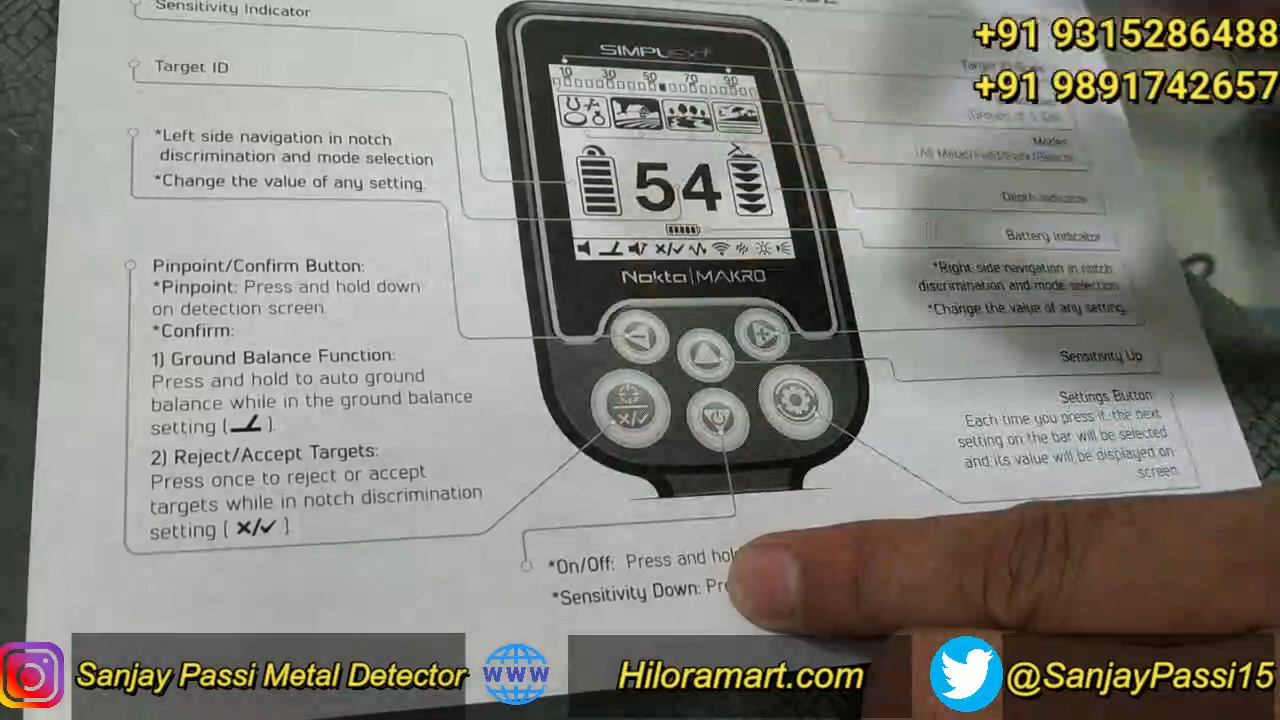 Sensitivity Indicator
Target ID
*Left side navigation in notch
discrimination and mode selection
*Change the value of any setting.
Pinpoint/Confirm Button:
*Pinpoint: Press and hold down
on detection screen
*Confirm:
1) Ground Balance Function:
Press and hold to auto ground
balance while in the ground balance
setting ( ).
2) Reject/Accept Targets:
Press once to reject or accept
targets while in notch discrimination
setting ( X/✓ )
SIMPLEX+
10 30 50 70 90
54
X/✓
Nokta|MAKRO
X/✓
*On/Off: Press and hold
*Sensitivity Down:
+91 9315286488
+91 9891742657
Target ID Scale
Modes
Depth Indicator
Battery Indicator
*Right side navigation in notch
discrimination and mode selection
*Change the value of any setting.
Sensitivity Up
Settings Button
Each time you press it, the next
setting on the bar will be selected
and its value will be displayed on
screen.
Sanjay Passi Metal Detector
WWW
Hiloramart.com
@SanjayPassi15